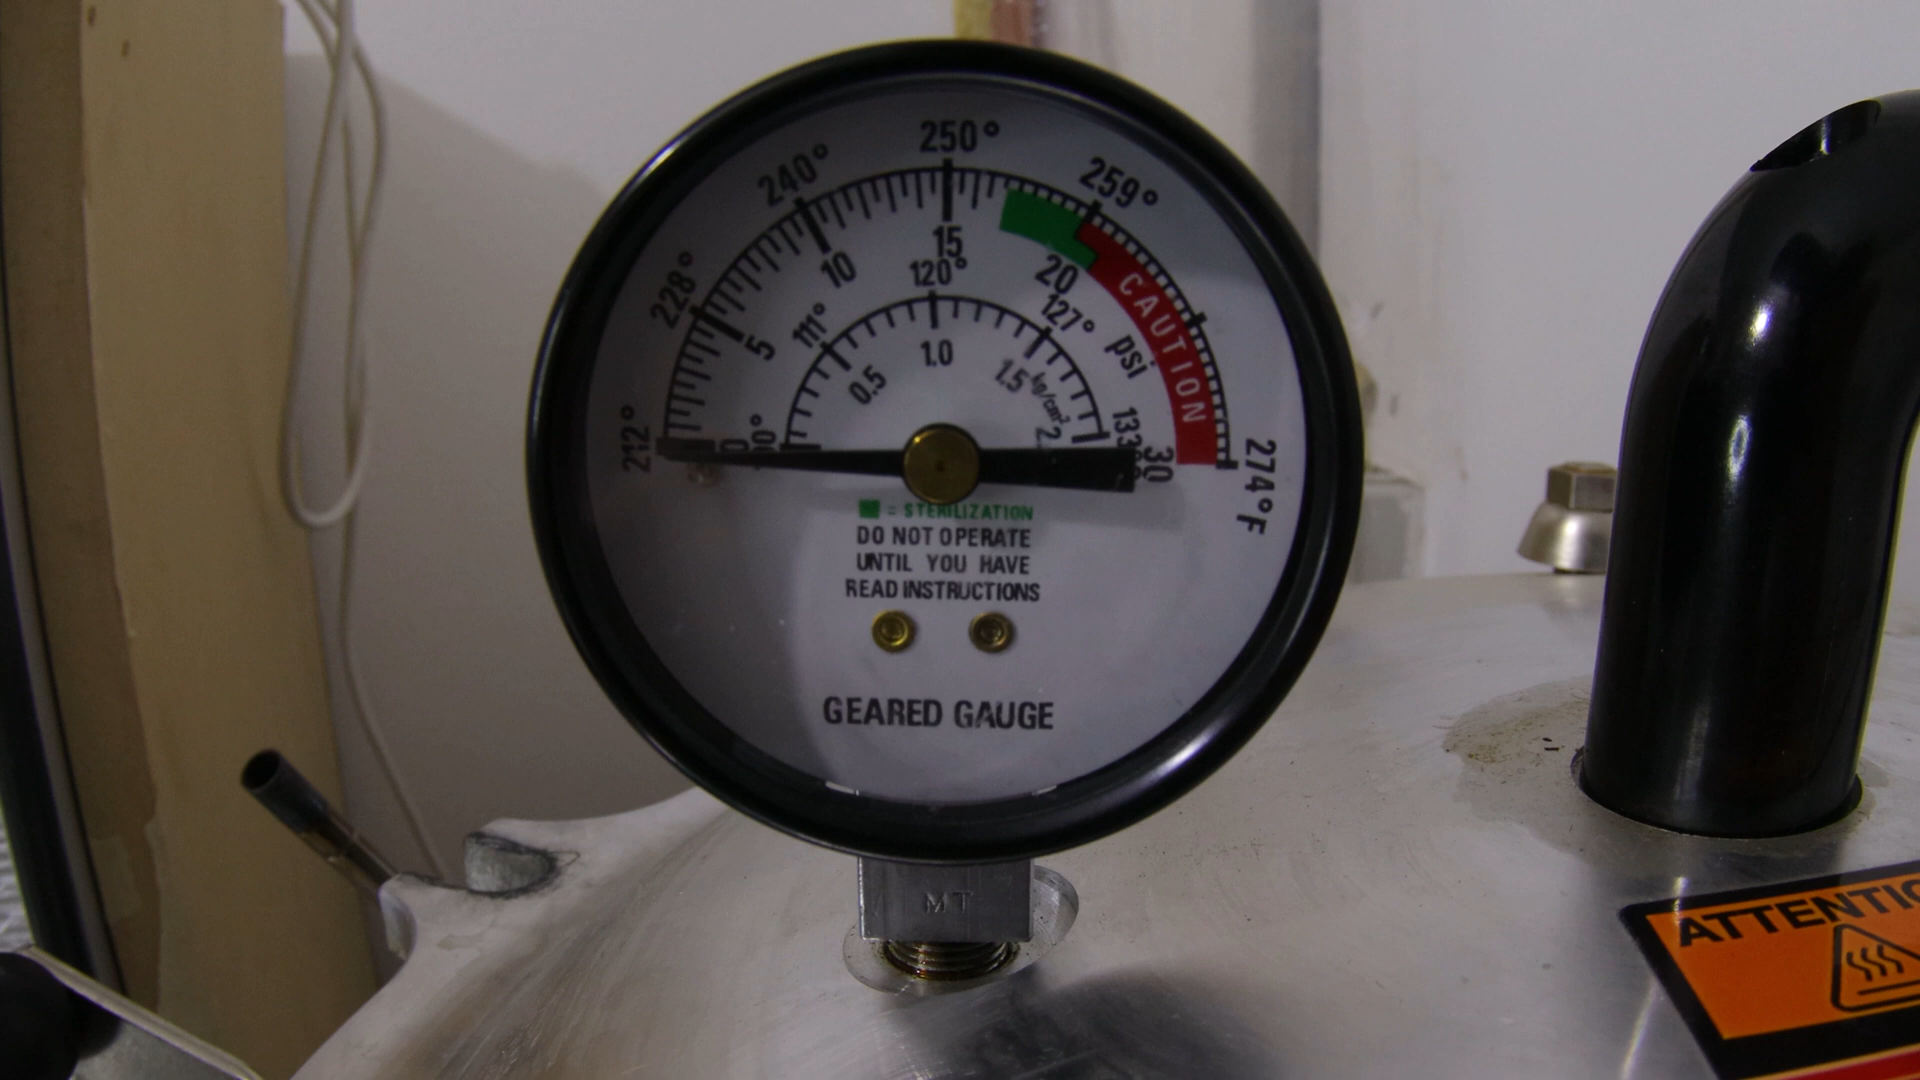 250°
240°
259°
228°
15
10
120°
20
111°
127°
5
1.0
psi
0.5
1.5
kg/cm²
CAUTION
212°
0
30
274°F
= STERILIZATION
DO NOT OPERATE
UNTIL YOU HAVE
READ INSTRUCTIONS
GEARED GAUGE
MT